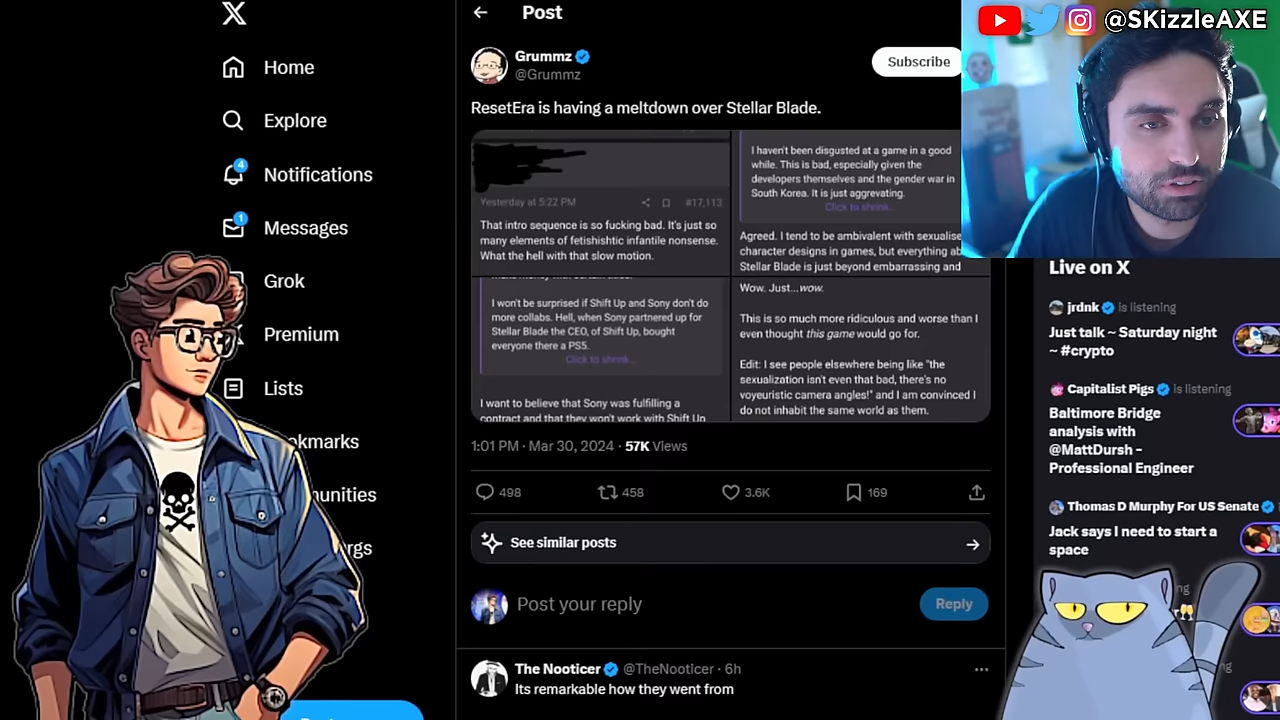 @SKizzleAXE
Home
Explore
4
Notifications
1
Messages
Grok
Premium
Lists
Post
Grummz
@Grummz
Subscribe
ResetEra is having a meltdown over Stellar Blade.
Yesterday at 5:22 PM
#17,113
That intro sequence is so fucking bad. It's just so
many elements of fetishishtic infantile nonsense.
What the hell with that slow motion.
I haven't been disgusted at a game in a good
while. This is bad, especially given the
developers themselves and the gender war in
South Korea. It is just aggrevating.
Click to shrink...
Agreed. I tend to be ambivalent with sexualise
character designs in games, but everything ab
Stellar Blade is just beyond embarrassing and
I won't be surprised if Shift Up and Sony don't do
more collabs. Hell, when Sony partnered up for
Stellar Blade the CEO, of Shift Up, bought
everyone there a PS5.
Click to shrink...
I want to believe that Sony was fulfilling a
contract and that they won't work with Shift Up
Wow. Just...wow.
This is so much more ridiculous and worse than I
even thought this game would go for.
Edit: I see people elsewhere being like "the
sexualization isn't even that bad, there's no
voyeuristic camera angles!" and I am convinced I
do not inhabit the same world as them.
1:01 PM · Mar 30, 2024 · 57K Views
498
458
3.6K
169
See similar posts
Post your reply
Reply
The Nooticer @TheNooticer · 6h
Its remarkable how they went from
Live on X
jrdnk is listening
Just talk ~ Saturday night
~ #crypto
Capitalist Pigs is listening
Baltimore Bridge
analysis with
@MattDursh -
Professional Engineer
Thomas D Murphy For US Senate
Jack says I need to start a
space